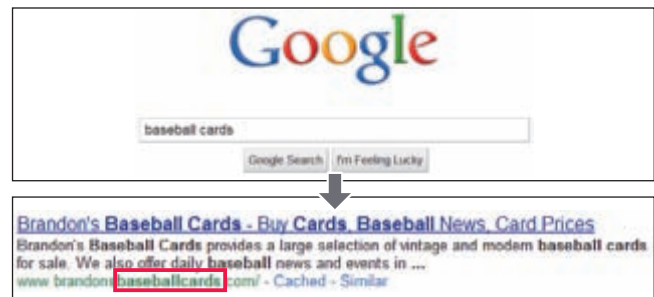 Google
baseball cards
Google Search I'm Feeling Lucky
Brandon's Baseball Cards - Buy Cards, Baseball News, Card Prices
Brandon's Baseball Cards provides a large selection of vintage and modern baseball cards
for sale. We also offer daily baseball news and events in ...
www.brandonsbaseballcards.com/ - Cached - Similar